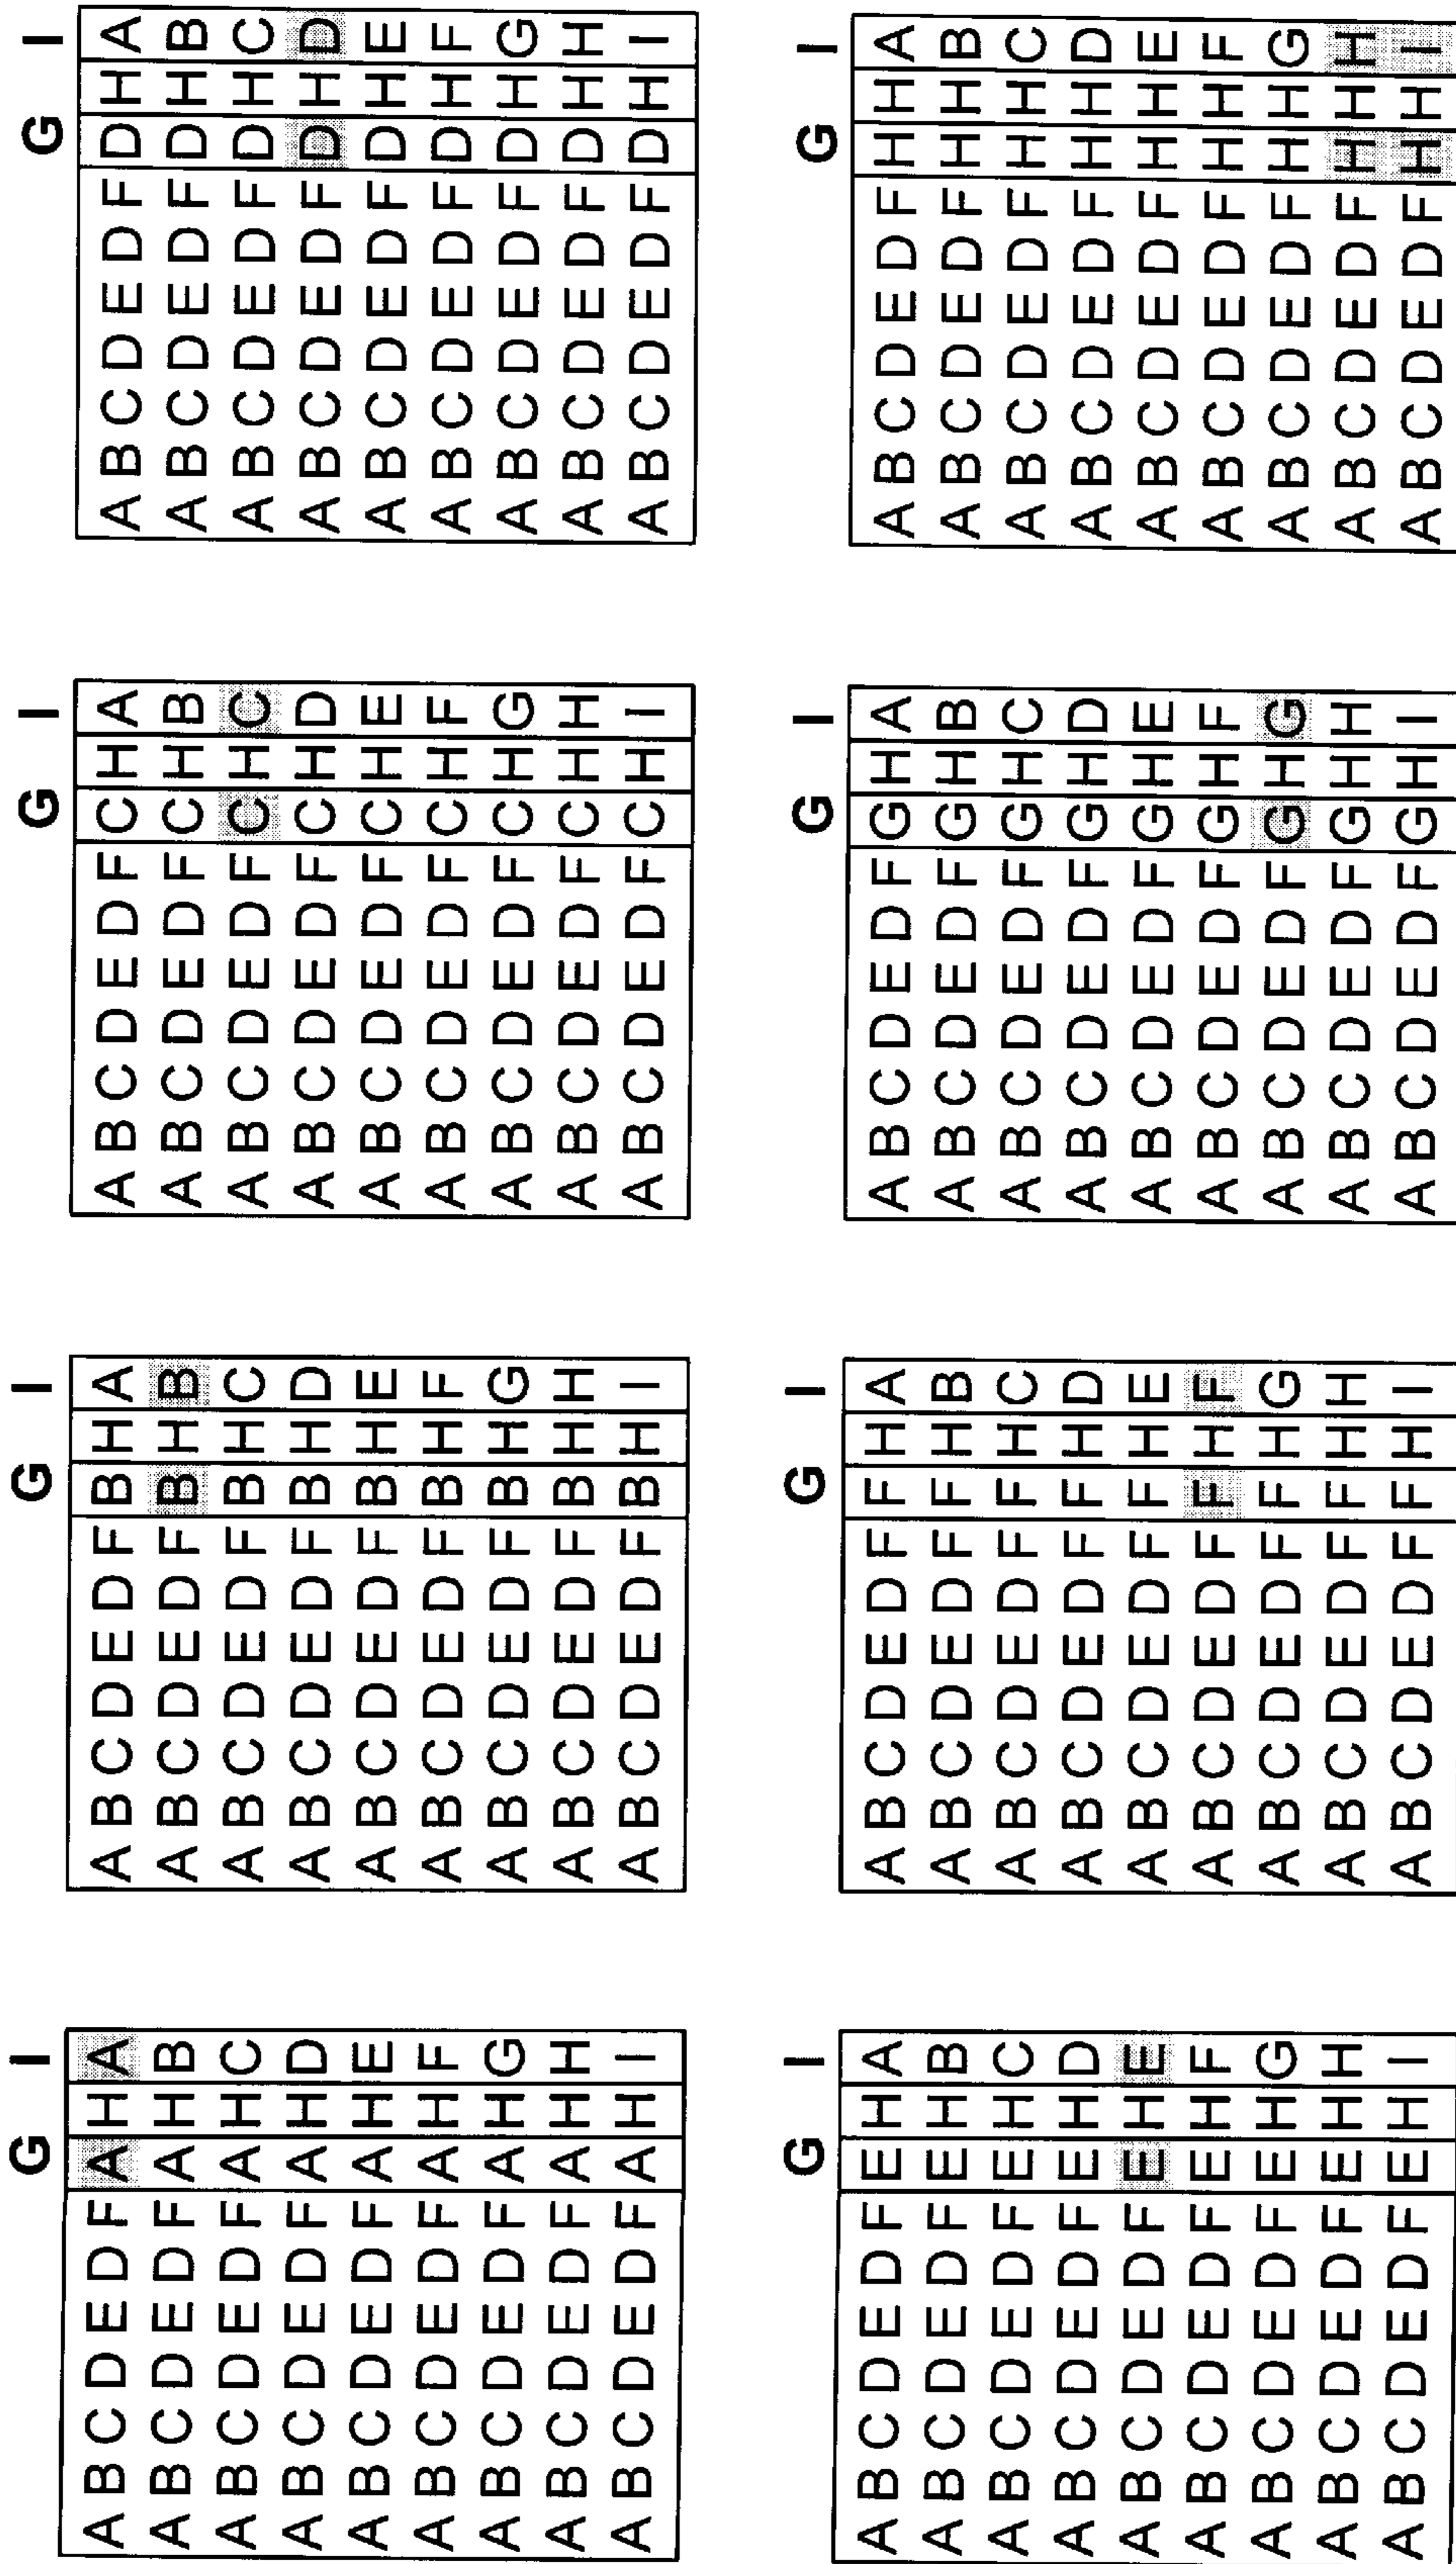 G I
A B C D E D F A H A
A B C D E D F A H B
A B C D E D F A H C
A B C D E D F A H D
A B C D E D F A H E
A B C D E D F A H F
A B C D E D F A H G
A B C D E D F A H H
A B C D E D F A H I
G I
A B C D E D F B H A
A B C D E D F B H B
A B C D E D F B H C
A B C D E D F B H D
A B C D E D F B H E
A B C D E D F B H F
A B C D E D F B H G
A B C D E D F B H H
A B C D E D F B H I
G I
A B C D E D F C H A
A B C D E D F C H B
A B C D E D F C H C
A B C D E D F C H D
A B C D E D F C H E
A B C D E D F C H F
A B C D E D F C H G
A B C D E D F C H H
A B C D E D F C H I
G I
A B C D E D F D H A
A B C D E D F D H B
A B C D E D F D H C
A B C D E D F D H D
A B C D E D F D H E
A B C D E D F D H F
A B C D E D F D H G
A B C D E D F D H H
A B C D E D F D H I
G I
A B C D E D F E H A
A B C D E D F E H B
A B C D E D F E H C
A B C D E D F E H D
A B C D E D F E H E
A B C D E D F E H F
A B C D E D F E H G
A B C D E D F E H H
A B C D E D F E H I
G I
A B C D E D F F H A
A B C D E D F F H B
A B C D E D F F H C
A B C D E D F F H D
A B C D E D F F H E
A B C D E D F F H F
A B C D E D F F H G
A B C D E D F F H H
A B C D E D F F H I
G I
A B C D E D F G H A
A B C D E D F G H B
A B C D E D F G H C
A B C D E D F G H D
A B C D E D F G H E
A B C D E D F G H F
A B C D E D F G H G
A B C D E D F G H H
A B C D E D F G H I
G I
A B C D E D F H H A
A B C D E D F H H B
A B C D E D F H H C
A B C D E D F H H D
A B C D E D F H H E
A B C D E D F H H F
A B C D E D F H H G
A B C D E D F H H H
A B C D E D F H H I